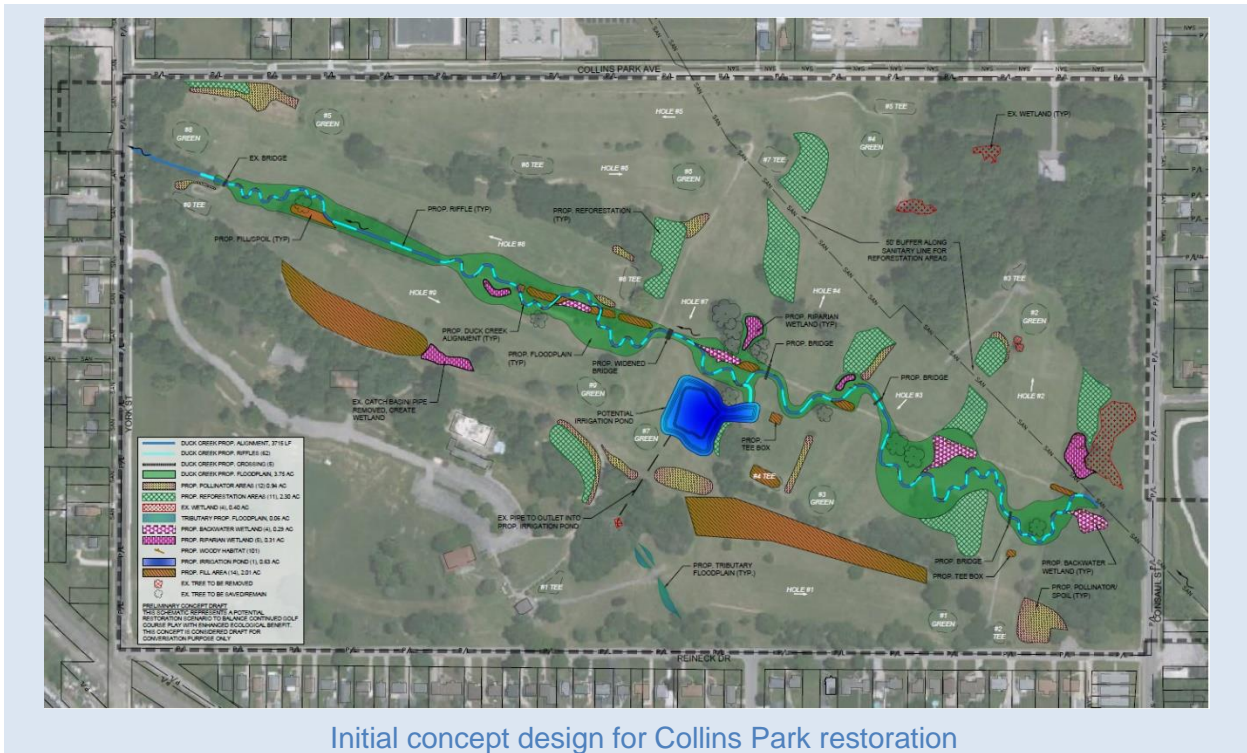 COLLINS PARK AVE
#8 GREEN
#5 GREEN
HOLE #5
#5 TEE
#4 GREEN
EX. WETLAND (TYP)
EX. BRIDGE
#6 TEE
HOLE #6
#7 TEE
PROP. RIFFLE (TYP)
PROP. REFORESTATION (TYP)
PROP. FILL/SPOIL (TYP)
HOLE #8
50' BUFFER ALONG
SANITARY LINE FOR
REFORESTATION AREAS
#3 TEE
#2 GREEN
HOLE #9
#8 TEE
HOLE #7
HOLE #4
PROP. DUCK CREEK
ALIGNMENT (TYP)
PROP. FLOODPLAIN
(TYP)
PROP. WIDENED
BRIDGE
PROP. RIPARIAN
WETLAND (TYP)
PROP. BRIDGE
PROP. BRIDGE
HOLE #3
HOLE #2
EX. CATCH BASIN/PIPE
REMOVED, CREATE
WETLAND
#9 GREEN
POTENTIAL
IRRIGATION POND
#7 GREEN
PROP.
TEE BOX
#4 TEE
#3 GREEN
EX. PIPE TO OUTLET INTO
PROP. IRRIGATION POND
PROP. BRIDGE
PROP. TEE BOX
PROP. BACKWATER
WETLAND (TYP)
PROP. TRIBUTARY
FLOODPLAIN (TYP.)
#1 TEE
HOLE #1
#1 GREEN
#2 TEE
PROP. POLLINATOR/
SPOIL (TYP)
YORK ST
CONSAUL ST
REINECK DR
DUCK CREEK PROP. ALIGNMENT, 3715 LF
DUCK CREEK PROP. RIFFLES (62)
DUCK CREEK PROP. CROSSING (5)
DUCK CREEK PROP. FLOODPLAIN, 3.75 AC
PROP. POLLINATOR AREAS (12) 0.94 AC
PROP. REFORESTATION AREAS (11), 2.30 AC
EX. WETLAND (4), 0.40 AC
TRIBUTARY PROP. FLOODPLAIN, 0.06 AC
PROP. BACKWATER WETLAND (4), 0.29 AC
PROP. RIPARIAN WETLAND (5), 0.31 AC
PROP. WOODY HABITAT (101)
PROP. IRRIGATION POND (1), 0.63 AC
PROP. FILL AREA (14), 2.01 AC
EX. TREE TO BE REMOVED
EX. TREE TO BE SAVED/REMAIN
PRELIMINARY CONCEPT DRAFT
THIS SCHEMATIC REPRESENTS A POTENTIAL
RESTORATION SCENARIO TO BALANCE CONTINUED GOLF
COURSE PLAY WITH ENHANCED ECOLOGICAL BENEFIT.
THIS CONCEPT IS CONSIDERED DRAFT FOR
CONVERSATION PURPOSE ONLY
Initial concept design for Collins Park restoration